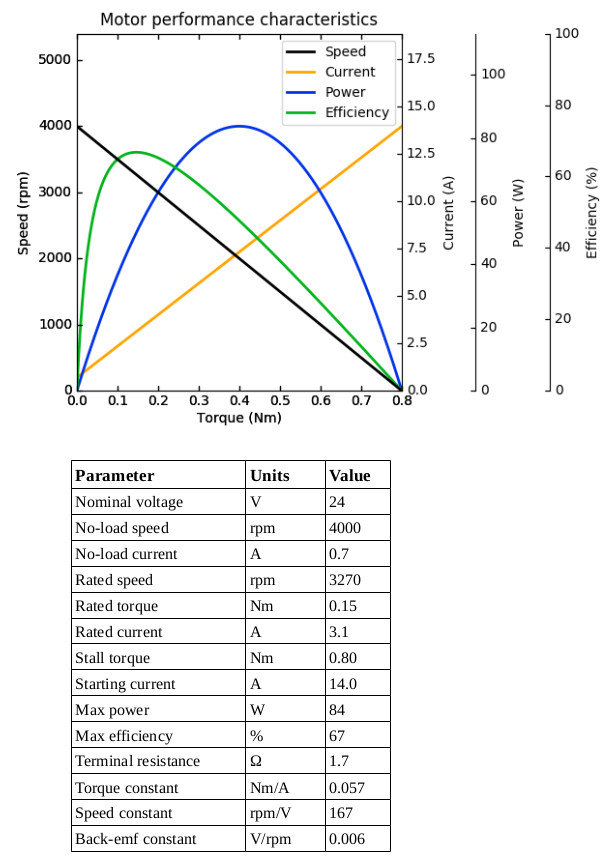 Motor performance characteristics
Speed
Current
Power
Efficiency
Speed (rpm)
5000
4000
3000
2000
1000
0
0.0 0.1 0.2 0.3 0.4 0.5 0.6 0.7 0.8
Torque (Nm)
17.5
15.0
12.5
10.0
7.5
5.0
2.5
0.0
Current (A)
100
80
60
40
20
0
Power (W)
100
80
60
40
20
0
Efficiency (%)
Parameter Units Value
Nominal voltage V 24
No-load speed rpm 4000
No-load current A 0.7
Rated speed rpm 3270
Rated torque Nm 0.15
Rated current A 3.1
Stall torque Nm 0.80
Starting current A 14.0
Max power W 84
Max efficiency % 67
Terminal resistance Ω 1.7
Torque constant Nm/A 0.057
Speed constant rpm/V 167
Back-emf constant V/rpm 0.006